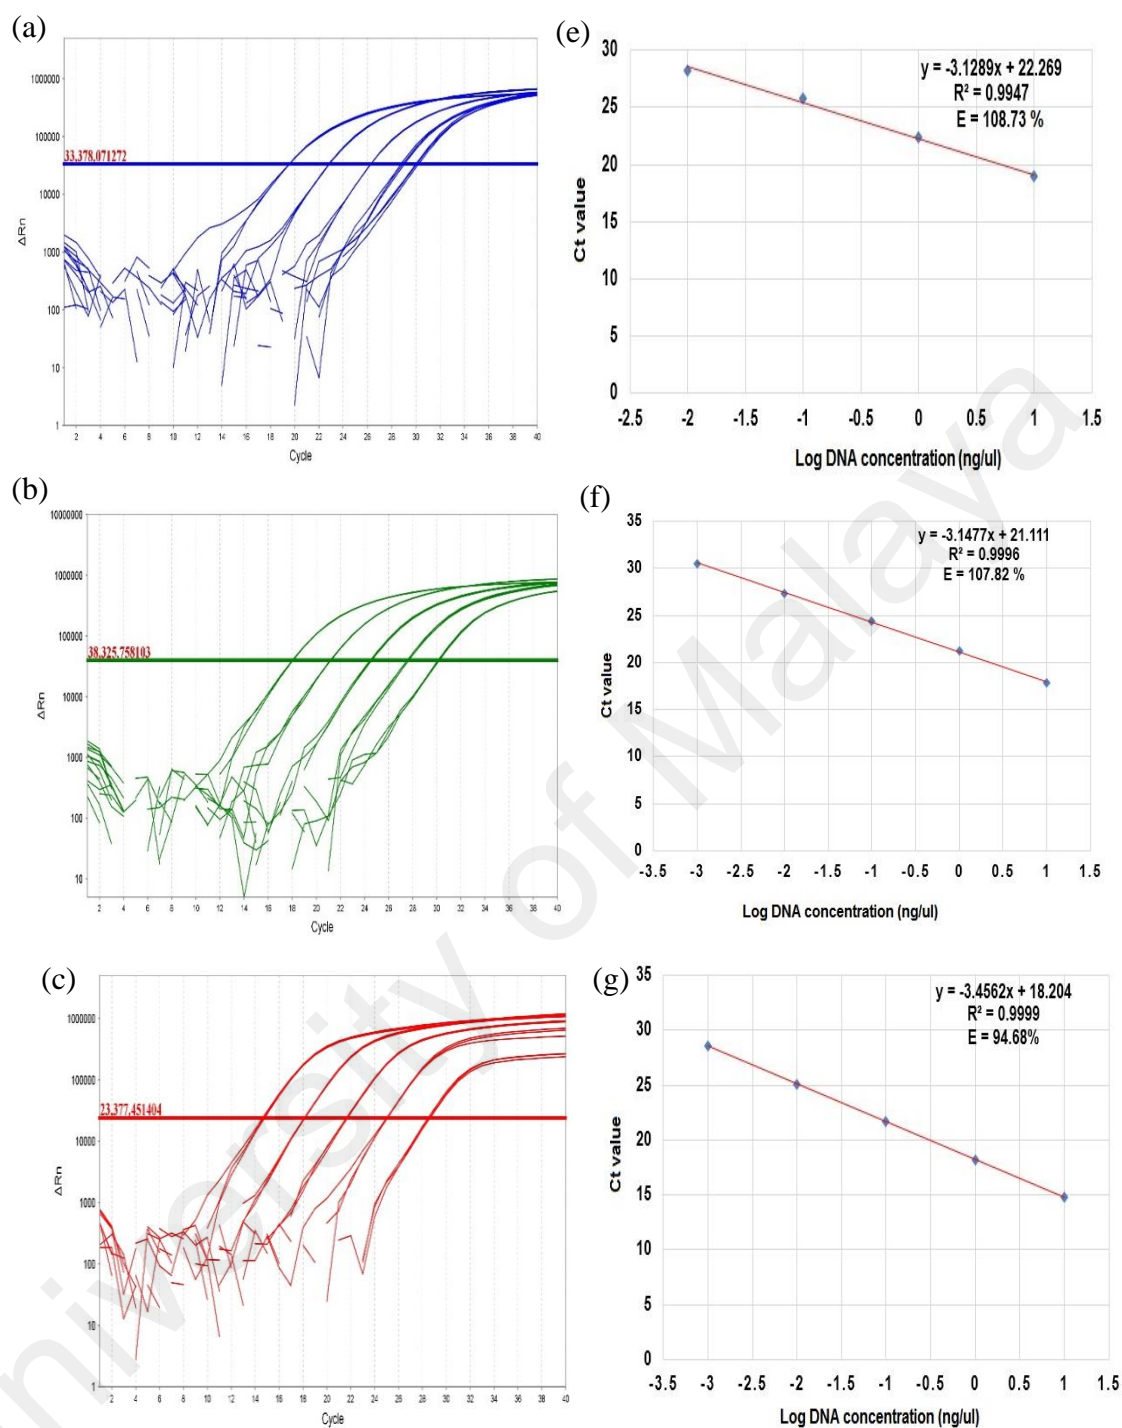 (a)
1000000
100000
33,378.071272
10000
1000
100
10
1
ΔRn
2 4 6 8 10 12 14 16 18 20 22 24 26 28 30 32 34 36 38 40
Cycle
(e)
30
25
20
15
10
5
0
Ct value
y = -3.1289x + 22.269
R² = 0.9947
E = 108.73 %
-2.5 -2 -1.5 -1 -0.5 0 0.5 1 1.5
Log DNA concentration (ng/ul)
(b)
10000000
1000000
100000
38,325.758103
10000
1000
100
10
ΔRn
2 4 6 8 10 12 14 16 18 20 22 24 26 28 30 32 34 36 38 40
Cycle
(f)
35
30
25
20
15
10
5
0
Ct value
y = -3.1477x + 21.111
R² = 0.9996
E = 107.82 %
-3.5 -3 -2.5 -2 -1.5 -1 -0.5 0 0.5 1 1.5
Log DNA concentration (ng/ul)
(c)
1000000
100000
23,377.451404
10000
1000
100
10
1
ΔRn
2 4 6 8 10 12 14 16 18 20 22 24 26 28 30 32 34 36 38 40
Cycle
(g)
35
30
25
20
15
10
5
0
Ct value
y = -3.4562x + 18.204
R² = 0.9999
E = 94.68%
-3.5 -3 -2.5 -2 -1.5 -1 -0.5 0 0.5 1 1.5
Log DNA concentration (ng/ul)
niversity of Malaya